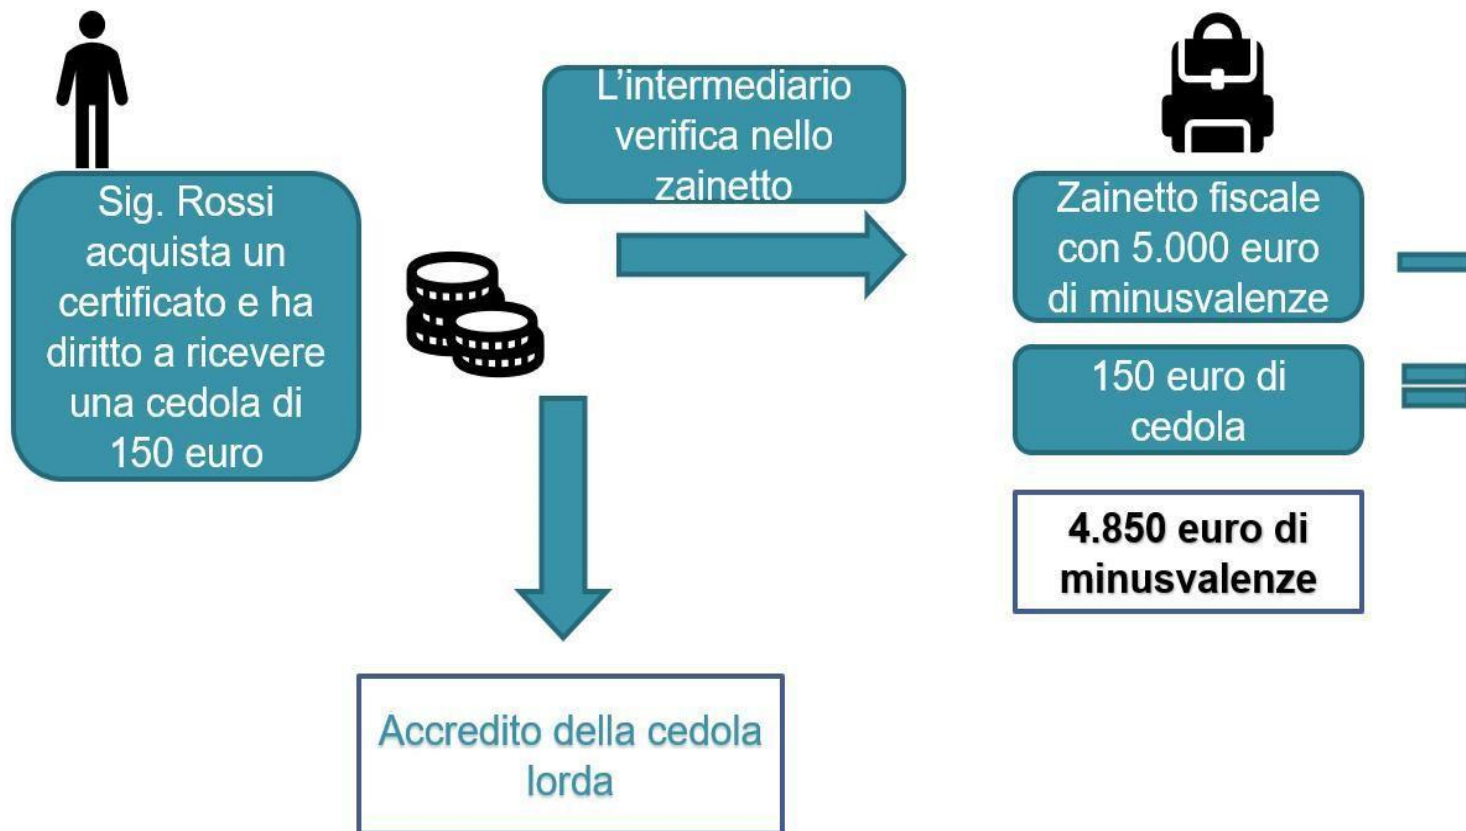 Sig. Rossi
acquista un
certificato e ha
diritto a ricevere
una cedola di
150 euro
L'intermediario
verifica nello
zainetto
Zainetto fiscale
con 5.000 euro
di minusvalenze
150 euro di
cedola
4.850 euro di
minusvalenze
Accredito della cedola
lorda